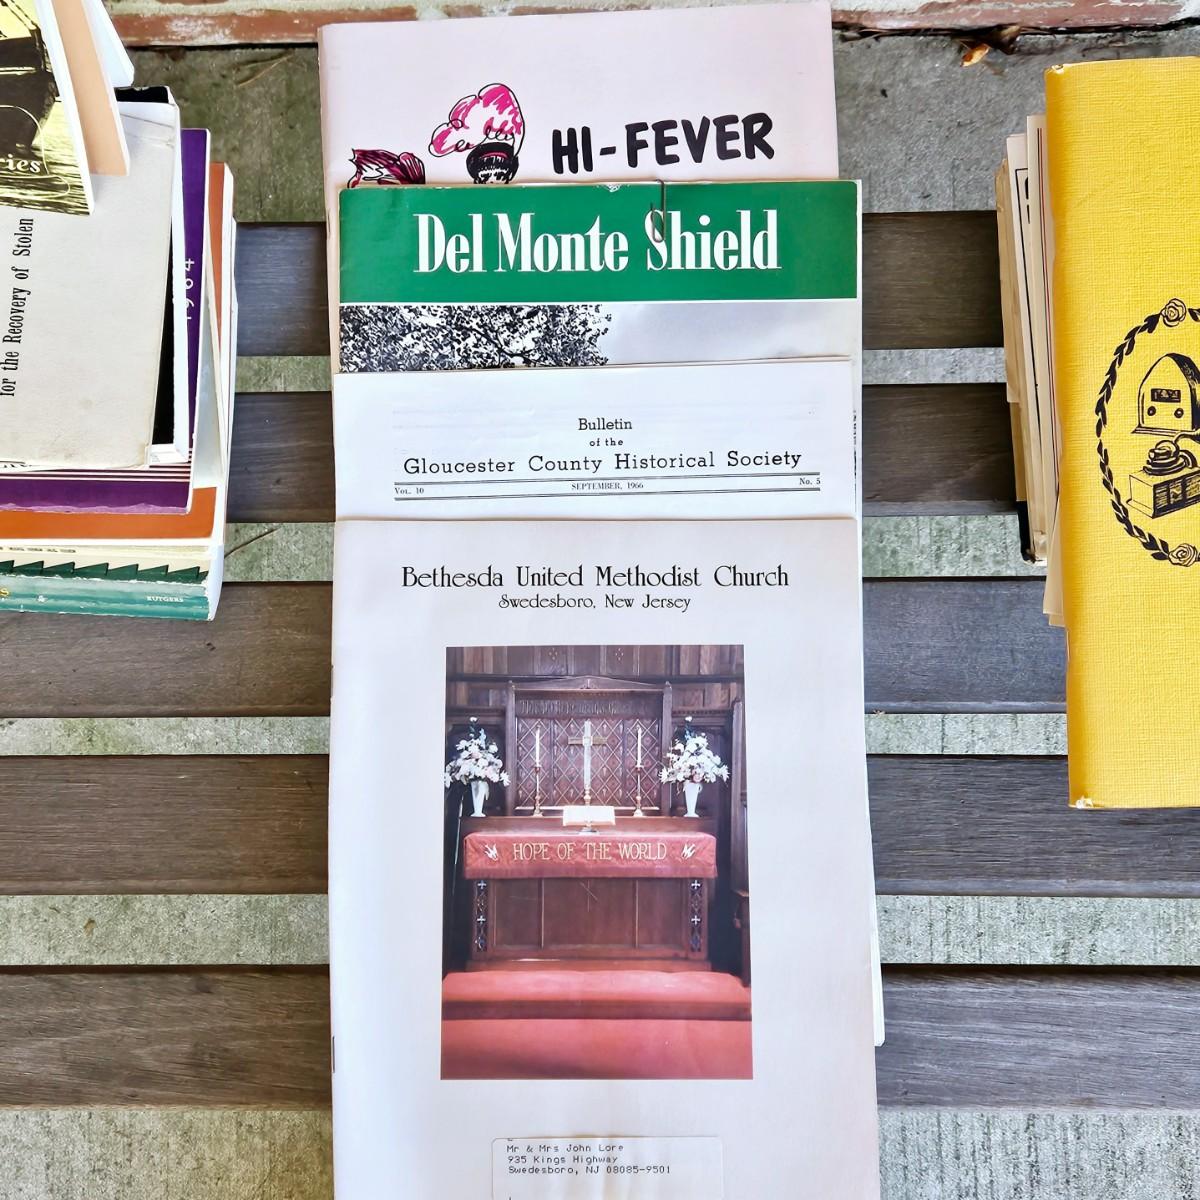 HI-FEVER
Del Monte Shield
Bulletin
of the
Gloucester County Historical Society
VOL. 10 SEPTEMBER, 1966 No. 5
Bethesda United Methodist Church
Swedesboro, New Jersey
HOPE OF THE WORLD
Mr & Mrs John Lore
935 Kings Highway
Swedesboro, NJ 08085-9501
ies
for the Recovery of Stolen
1964
&
RUTGERS